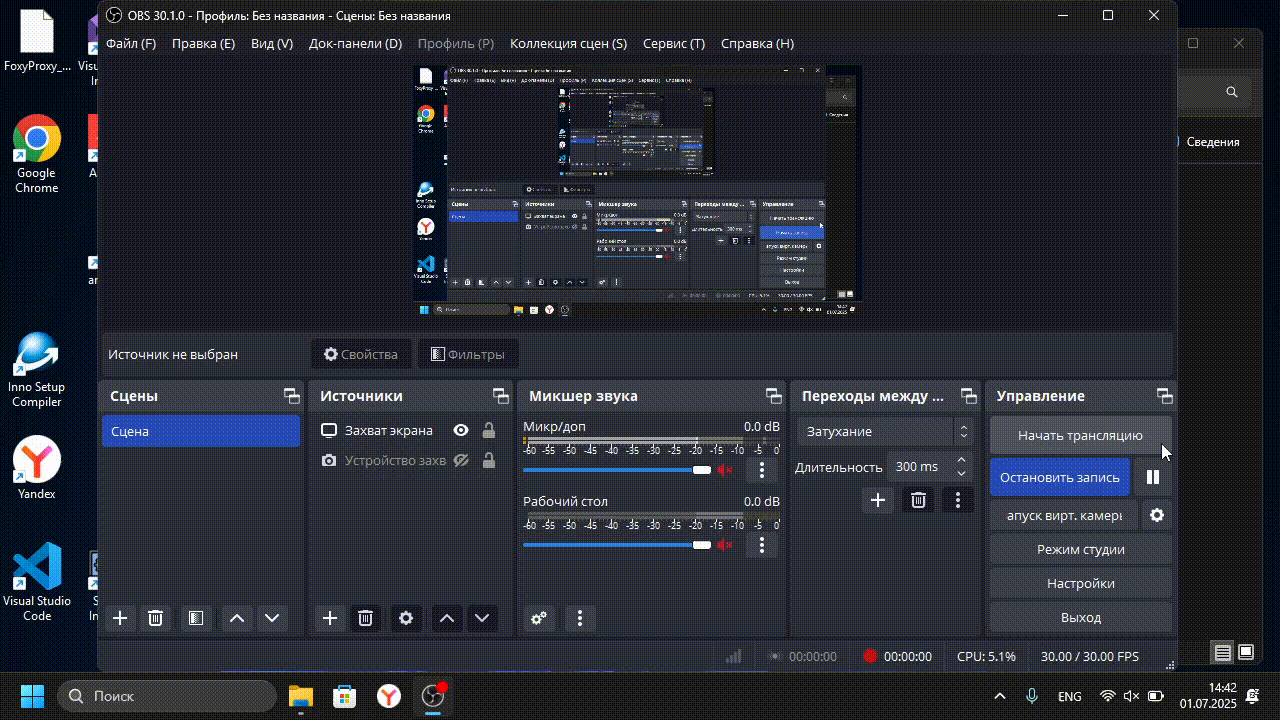 OBS 30.1.0 - Профиль: Без названия - Сцены: Без названия
Файл (F) Правка (E) Вид (V) Док-панели (D) Профиль (P) Коллекция сцен (S) Сервис (T) Справка (H)
FoxyProxy_...
Google
Chrome
Inno Setup
Compiler
Yandex
Visual Studio
Code
Сведения
Источник не выбран Свойства Фильтры
Сцены Источники Микшер звука Переходы между ... Управление
Сцена
Захват экрана
Устройство захв
Микр/доп 0.0 dB
-60 -55 -50 -45 -40 -35 -30 -25 -20 -15 -10 -5 0
Рабочий стол 0.0 dB
-60 -55 -50 -45 -40 -35 -30 -25 -20 -15 -10 -5 0
Затухание
Длительность 300 ms
Начать трансляцию
Остановить запись
апуск вирт. камеры
Режим студии
Настройки
Выход
00:00:00 00:00:00 CPU: 5.1% 30.00 / 30.00 FPS
Поиск
ENG
14:42
01.07.2025